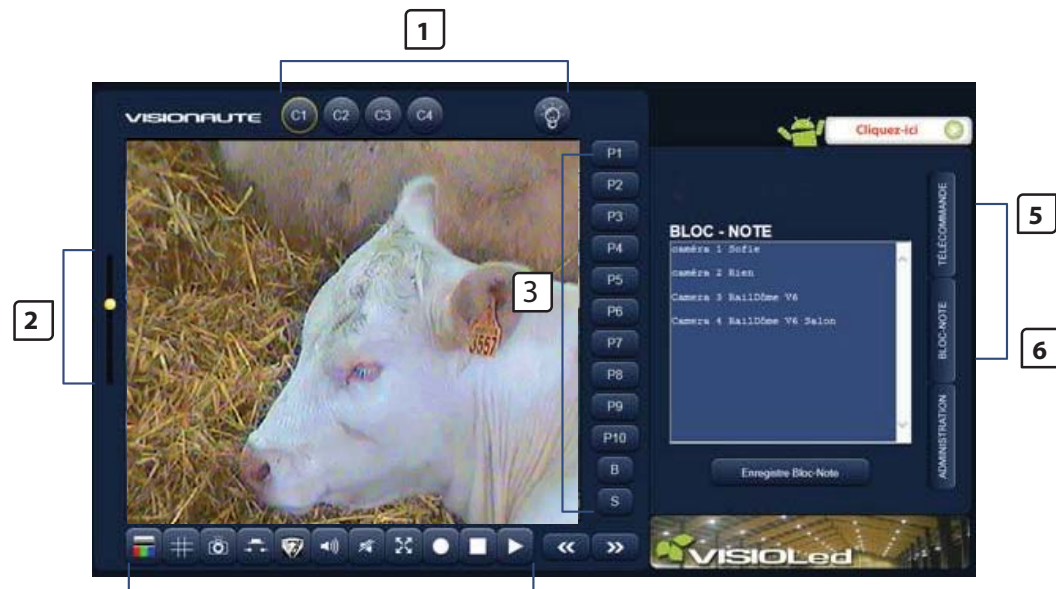 1
VISIONAUTE
C1
C2
C3
C4
Cliquez-ici
P1
P2
P3
P4
P5
P6
P7
P8
P9
P10
B
S
3
2
3557
BLOC - NOTE
caméra 1 Sofie
caméra 2 Rien
Camera 3 RailDôme V6
Camera 4 RailDôme V6 Salon
Enregistre Bloc-Note
TÉLÉCOMMANDE
BLOC-NOTE
ADMINISTRATION
5
6
VISIOLed